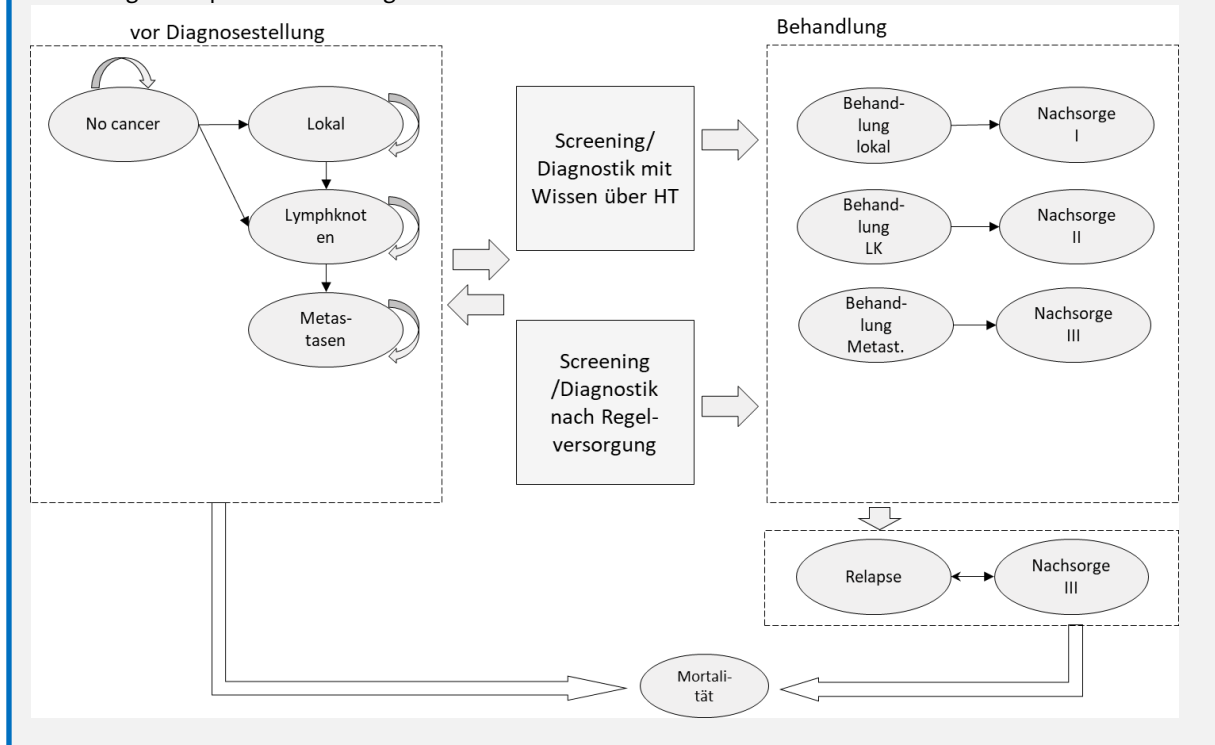 vor Diagnosestellung
Behandlung
No cancer
Lokal
Lymphknot
en
Metas-
tasen
Screening/
Diagnostik mit
Wissen über HT
Screening
/Diagnostik
nach Regel-
versorgung
Behand-
lung
lokal
Nachsorge
I
Behand-
lung
LK
Nachsorge
II
Behand-
lung
Metast.
Nachsorge
III
Relapse
Nachsorge
III
Mortali-
tät